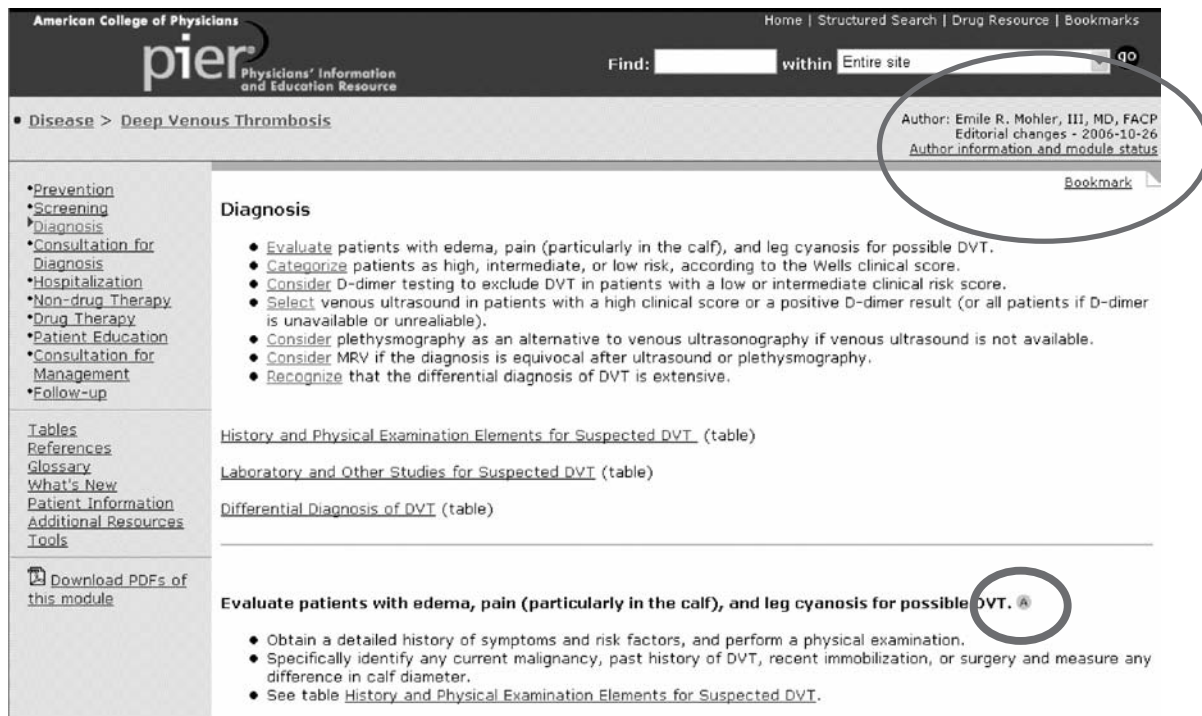 American College of Physicians
Home | Structured Search | Drug Resource | Bookmarks
pier
Physicians' Information
and Education Resource
Find: within Entire site go
• Disease > Deep Venous Thrombosis
Author: Emile R. Mohler, III, MD, FACP
Editorial changes - 2006-10-26
Author information and module status
Bookmark
•Prevention
•Screening
Diagnosis
•Consultation for
Diagnosis
•Hospitalization
•Non-drug Therapy
•Drug Therapy
•Patient Education
•Consultation for
Management
•Follow-up
Tables
References
Glossary
What's New
Patient Information
Additional Resources
Tools
Download PDFs of
this module
Diagnosis
• Evaluate patients with edema, pain (particularly in the calf), and leg cyanosis for possible DVT.
• Categorize patients as high, intermediate, or low risk, according to the Wells clinical score.
• Consider D-dimer testing to exclude DVT in patients with a low or intermediate clinical risk score.
• Select venous ultrasound in patients with a high clinical score or a positive D-dimer result (or all patients if D-dimer
is unavailable or unrealiable).
• Consider plethysmography as an alternative to venous ultrasonography if venous ultrasound is not available.
• Consider MRV if the diagnosis is equivocal after ultrasound or plethysmography.
• Recognize that the differential diagnosis of DVT is extensive.
History and Physical Examination Elements for Suspected DVT (table)
Laboratory and Other Studies for Suspected DVT (table)
Differential Diagnosis of DVT (table)
Evaluate patients with edema, pain (particularly in the calf), and leg cyanosis for possible DVT. A
• Obtain a detailed history of symptoms and risk factors, and perform a physical examination.
• Specifically identify any current malignancy, past history of DVT, recent immobilization, or surgery and measure any
difference in calf diameter.
• See table History and Physical Examination Elements for Suspected DVT.